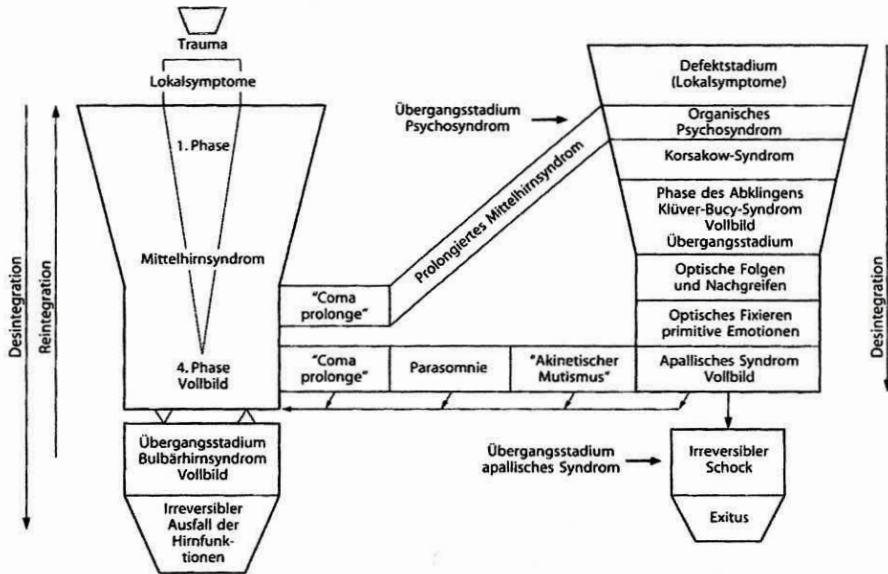 Trauma
Lokalsymptome
1. Phase
Mittelhirnsyndrom
4. Phase
Vollbild
Übergangsstadium
Bulbärhirnsyndrom
Vollbild
Irreversibler
Ausfall der
Hirnfunk-
tionen
Desintegration
Reintegration
"Coma
prolonge"
Prolongiertes Mittelhirnsyndrom
Übergangsstadium
Psychosyndrom
"Coma
prolonge"
Parasomnie
"Akinetischer
Mutismus"
Defektstadium
(Lokalsymptome)
Organisches
Psychosyndrom
Korsakow-Syndrom
Phase des Abklingens
Klüver-Bucy-Syndrom
Vollbild
Übergangsstadium
Optische Folgen
und Nachgreifen
Optisches Fixieren
primitive Emotionen
Apallisches Syndrom
Vollbild
Übergangsstadium
apallisches Syndrom
Irreversibler
Schock
Exitus
Desintegration